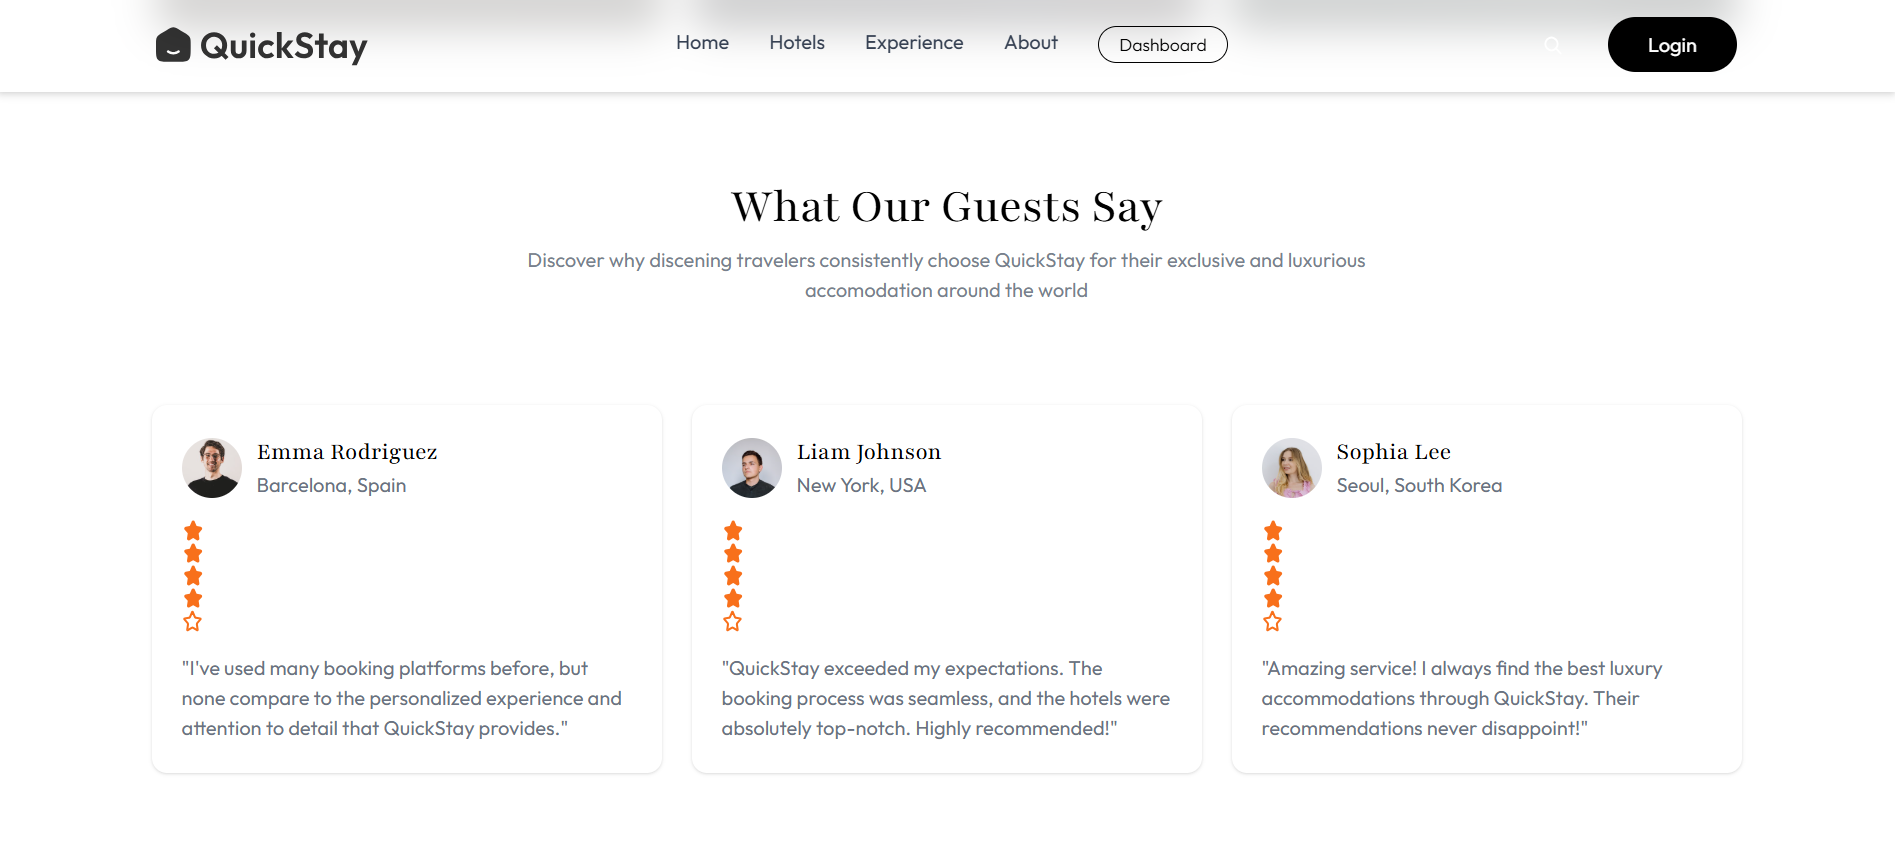 QuickStay
Home Hotels Experience About Dashboard Login
What Our Guests Say
Discover why discening travelers consistently choose QuickStay for their exclusive and luxurious
accomodation around the world
Emma Rodriguez
Barcelona, Spain
"I've used many booking platforms before, but
none compare to the personalized experience and
attention to detail that QuickStay provides."
Liam Johnson
New York, USA
"QuickStay exceeded my expectations. The
booking process was seamless, and the hotels were
absolutely top-notch. Highly recommended!"
Sophia Lee
Seoul, South Korea
"Amazing service! I always find the best luxury
accommodations through QuickStay. Their
recommendations never disappoint!"